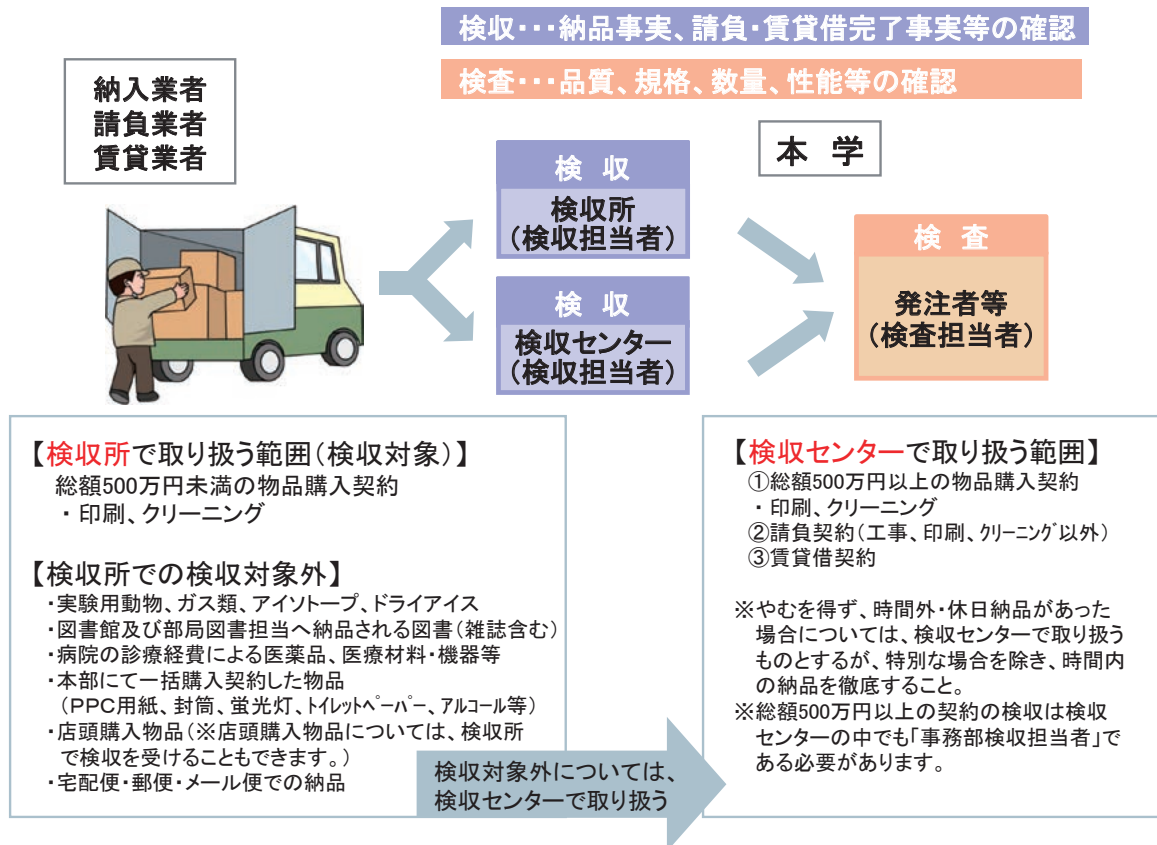 検収･･･納品事実、請負・賃貸借完了事実等の確認
検査･･･品質、規格、数量、性能等の確認
納入業者
請負業者
賃貸業者
本 学
検 収
検収所
(検収担当者)
検 収
検収センター
(検収担当者)
検 査
発注者等
(検査担当者)
【検収所で取り扱う範囲(検収対象)】
総額500万円未満の物品購入契約
・印刷、クリーニング
【検収所での検収対象外】
・実験用動物、ガス類、アイソトープ、ドライアイス
・図書館及び部局図書担当へ納品される図書(雑誌含む)
・病院の診療経費による医薬品、医療材料・機器等
・本部にて一括購入契約した物品
(PPC用紙、封筒、蛍光灯、ﾄｲﾚｯﾄﾍﾟｰﾊﾟｰ、アルコール等)
・店頭購入物品(※店頭購入物品については、検収所
で検収を受けることもできます。)
・宅配便・郵便・メール便での納品
検収対象外については、
検収センターで取り扱う
【検収センターで取り扱う範囲】
①総額500万円以上の物品購入契約
・印刷、クリーニング
②請負契約(工事、印刷、ｸﾘｰﾆﾝｸﾞ以外)
③賃貸借契約
※やむを得ず、時間外・休日納品があった
場合については、検収センターで取り扱う
ものとするが、特別な場合を除き、時間内
の納品を徹底すること。
※総額500万円以上の契約の検収は検収
センターの中でも「事務部検収担当者」で
ある必要があります。